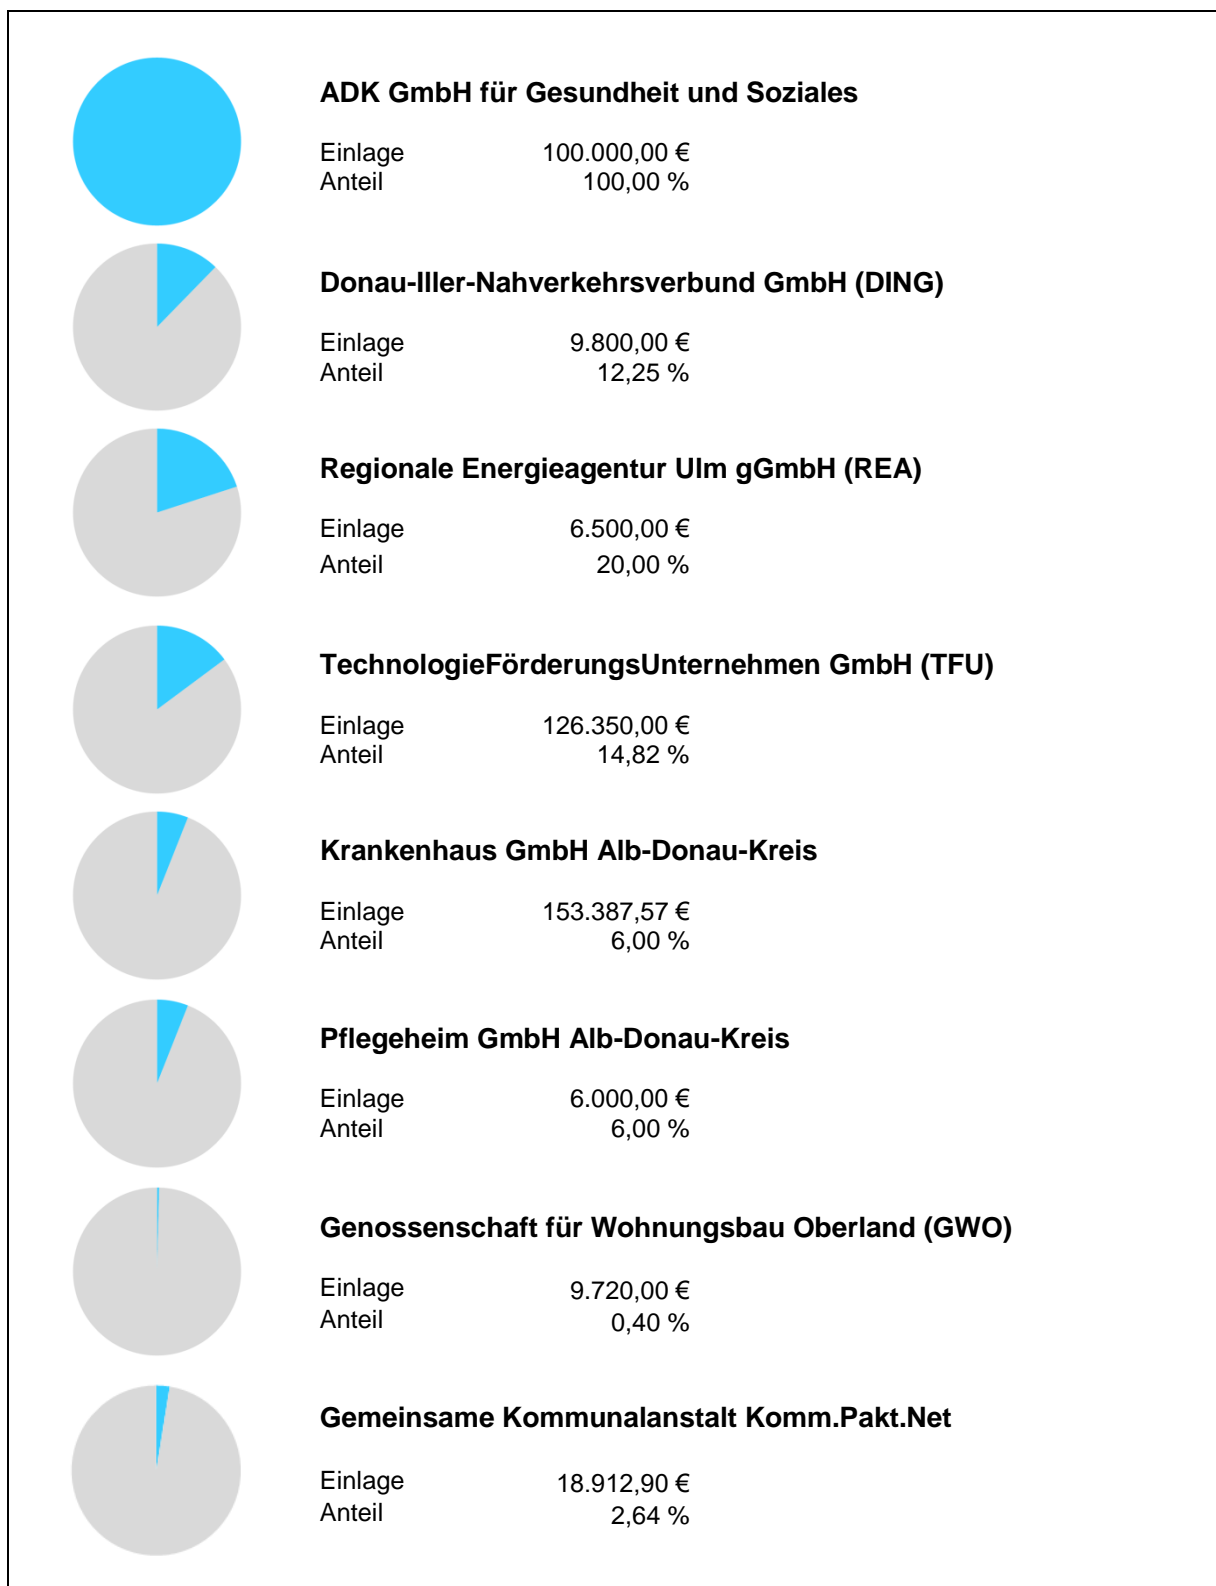 ADK GmbH für Gesundheit und Soziales
Einlage 100.000,00 €
Anteil 100,00 %
Donau-Iller-Nahverkehrsverbund GmbH (DING)
Einlage 9.800,00 €
Anteil 12,25 %
Regionale Energieagentur Ulm gGmbH (REA)
Einlage 6.500,00 €
Anteil 20,00 %
TechnologieFörderungsUnternehmen GmbH (TFU)
Einlage 126.350,00 €
Anteil 14,82 %
Krankenhaus GmbH Alb-Donau-Kreis
Einlage 153.387,57 €
Anteil 6,00 %
Pflegeheim GmbH Alb-Donau-Kreis
Einlage 6.000,00 €
Anteil 6,00 %
Genossenschaft für Wohnungsbau Oberland (GWO)
Einlage 9.720,00 €
Anteil 0,40 %
Gemeinsame Kommunalanstalt Komm.Pakt.Net
Einlage 18.912,90 €
Anteil 2,64 %